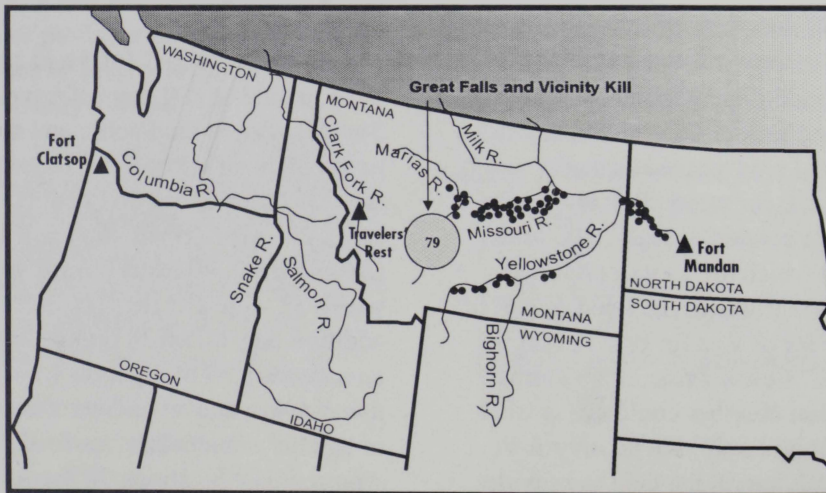 WASHINGTON
Great Falls and Vicinity Kill
MONTANA
Milk R.
Clark Fork R.
Marias R.
Fort
Clatsop
Columbia R.
Travelers'
Rest
79
Missouri R.
Fort
Mandan
Snake R.
Salmon R.
Yellowstone R.
NORTH DAKOTA
SOUTH DAKOTA
MONTANA
WYOMING
Bighorn R.
OREGON
IDAHO